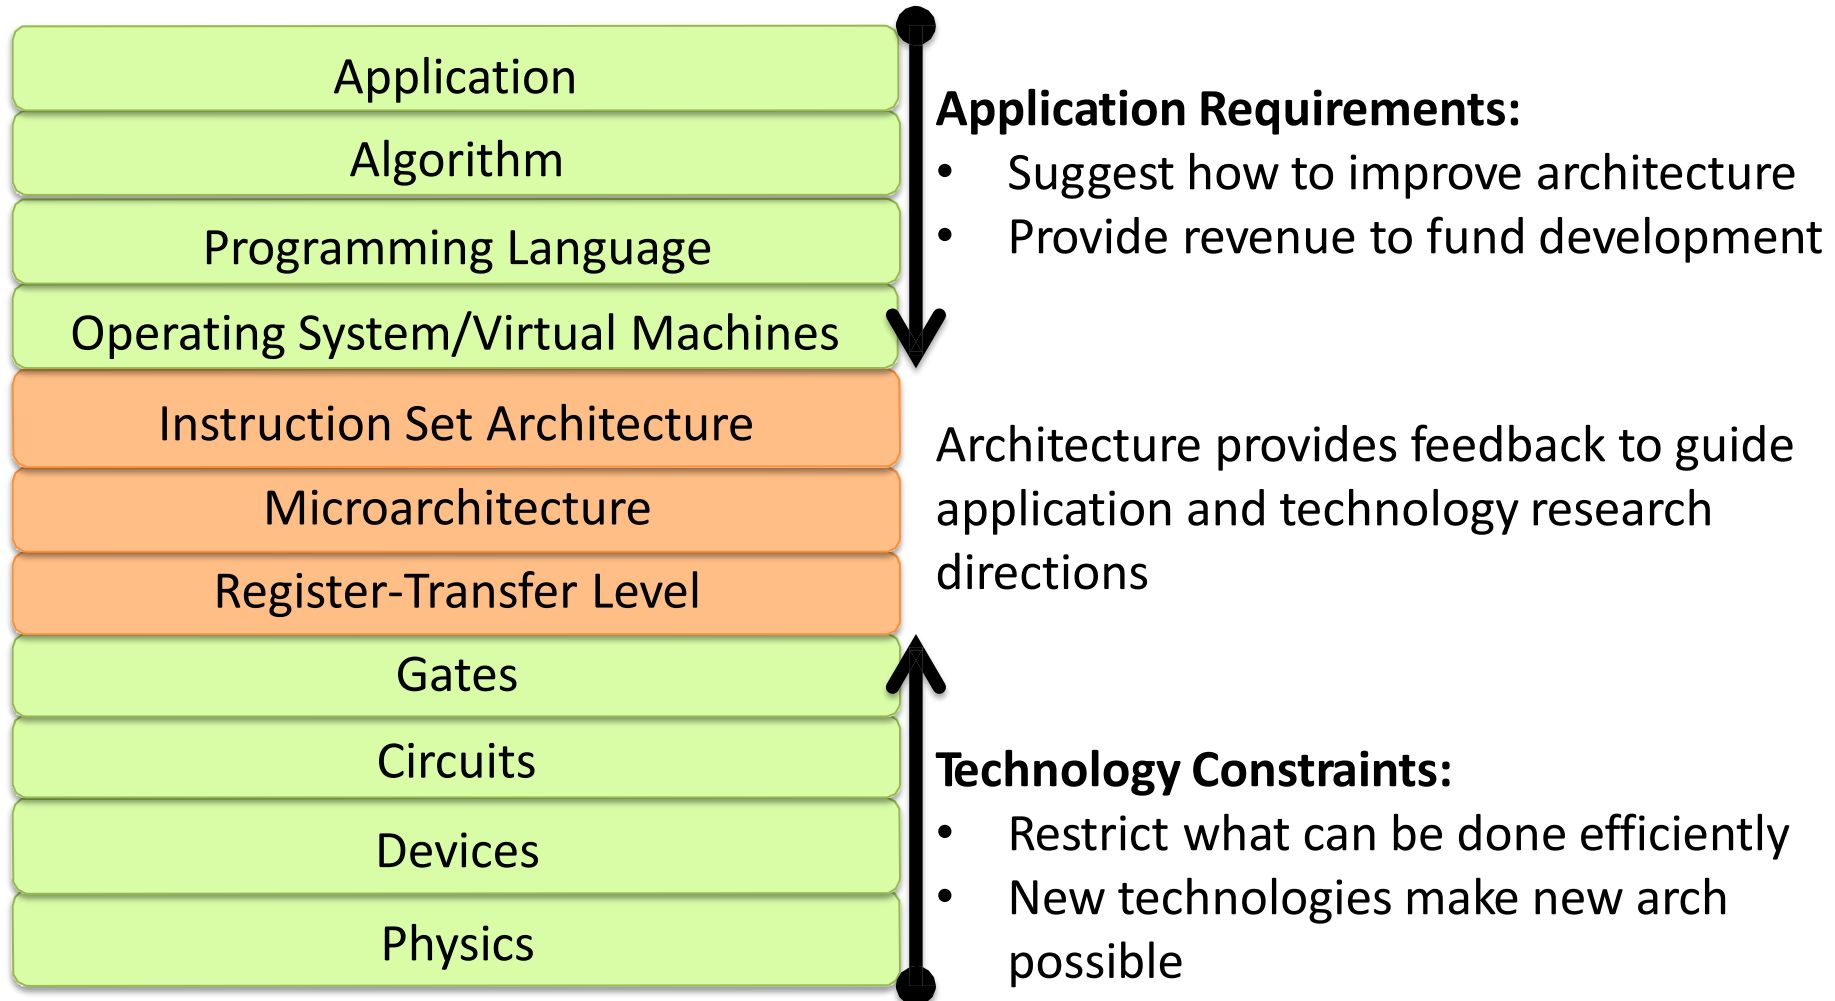 Application
Algorithm
Programming Language
Operating System/Virtual Machines
Instruction Set Architecture
Microarchitecture
Register-Transfer Level
Gates
Circuits
Devices
Physics
Application Requirements:
• Suggest how to improve architecture
• Provide revenue to fund development
Architecture provides feedback to guide
application and technology research
directions
Technology Constraints:
• Restrict what can be done efficiently
• New technologies make new arch
possible